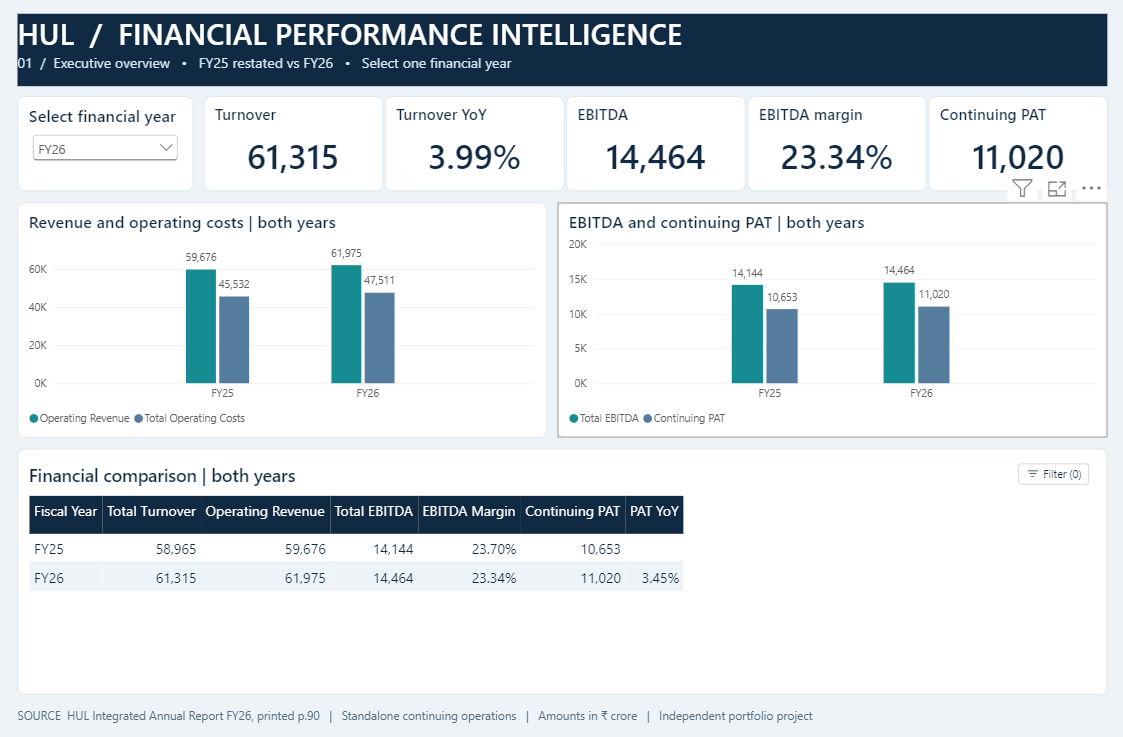 HUL / FINANCIAL PERFORMANCE INTELLIGENCE
01 / Executive overview • FY25 restated vs FY26 • Select one financial year
Select financial year
FY26
Turnover
61,315
Turnover YoY
3.99%
EBITDA
14,464
EBITDA margin
23.34%
Continuing PAT
11,020
Revenue and operating costs | both years
60K
40K
20K
0K
59,676
45,532
61,975
47,511
FY25
FY26
Operating Revenue Total Operating Costs
EBITDA and continuing PAT | both years
20K
15K
10K
5K
0K
14,144
10,653
14,464
11,020
FY25
FY26
Total EBITDA Continuing PAT
Financial comparison | both years
Filter (0)
Fiscal Year Total Turnover Operating Revenue Total EBITDA EBITDA Margin Continuing PAT PAT YoY
FY25 58,965 59,676 14,144 23.70% 10,653
FY26 61,315 61,975 14,464 23.34% 11,020 3.45%
SOURCE HUL Integrated Annual Report FY26, printed p.90 | Standalone continuing operations | Amounts in ₹ crore | Independent portfolio project